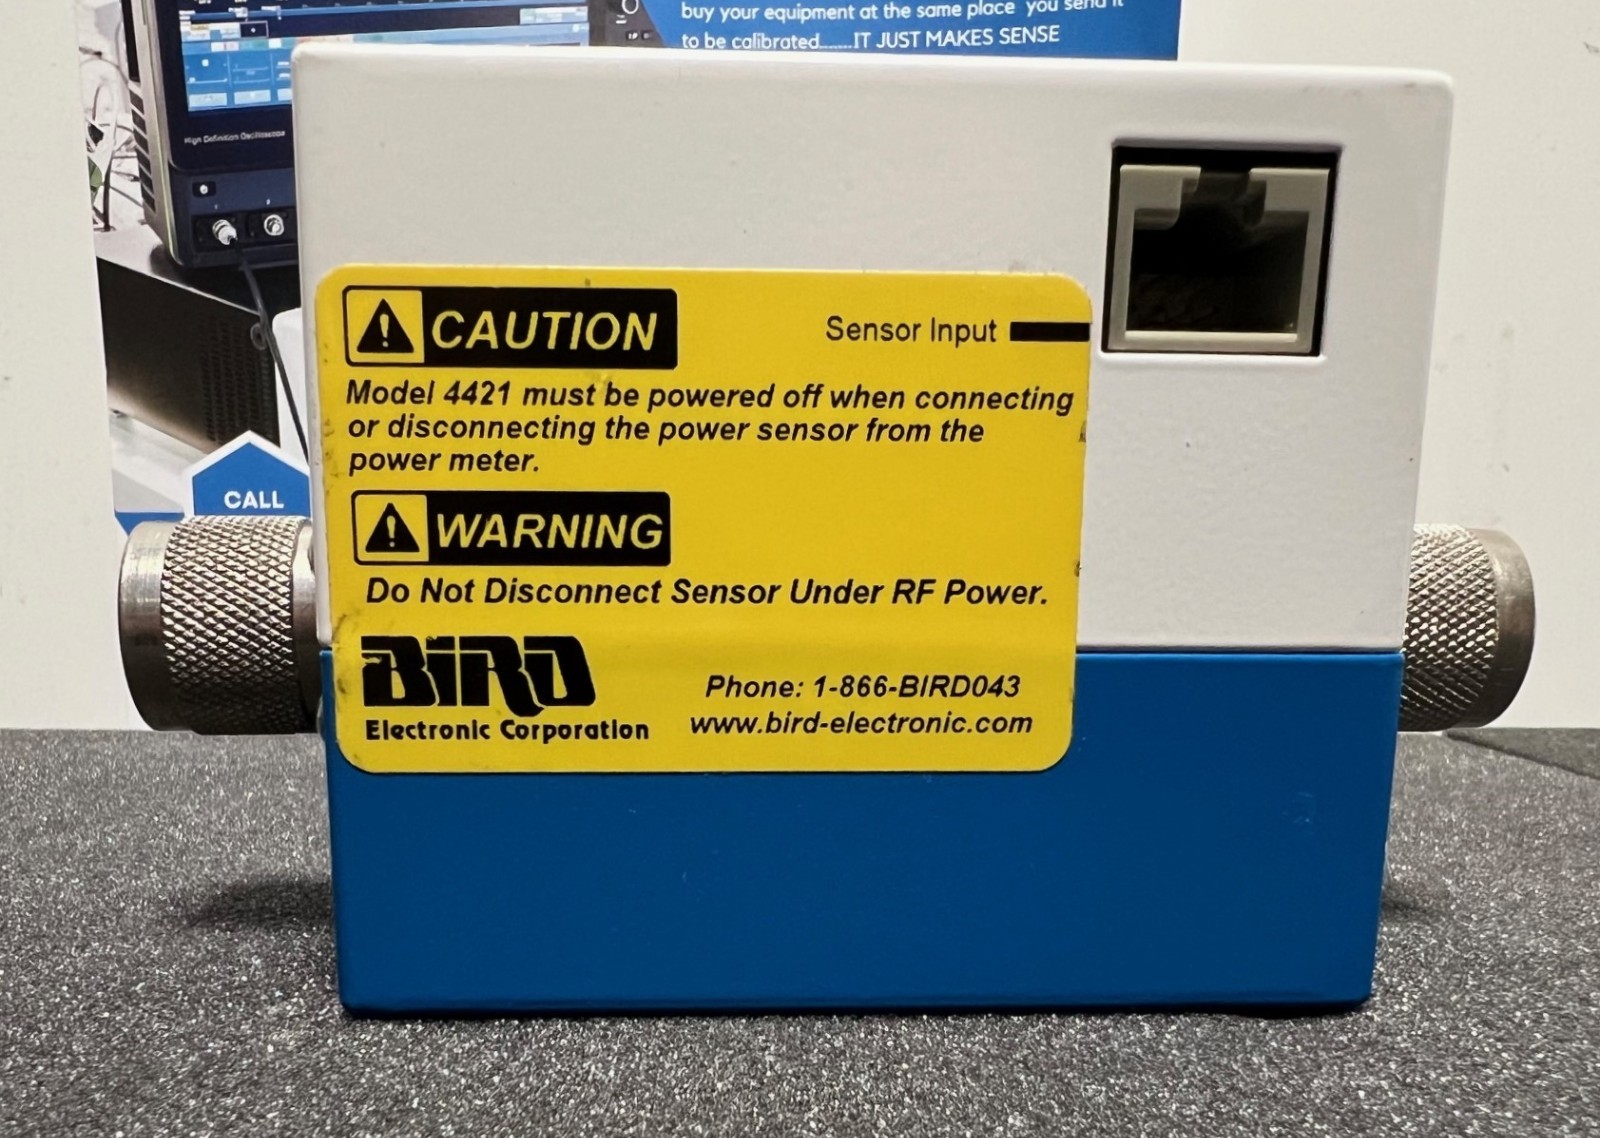 buy your equipment at the same place you send it
to be calibrated........IT JUST MAKES SENSE
High Definition Oscilloscope
CAUTION
Sensor Input
Model 4421 must be powered off when connecting
or disconnecting the power sensor from the
power meter.
CALL
WARNING
Do Not Disconnect Sensor Under RF Power.
BiRD
Electronic Corporation
Phone: 1-866-BIRD043
www.bird-electronic.com